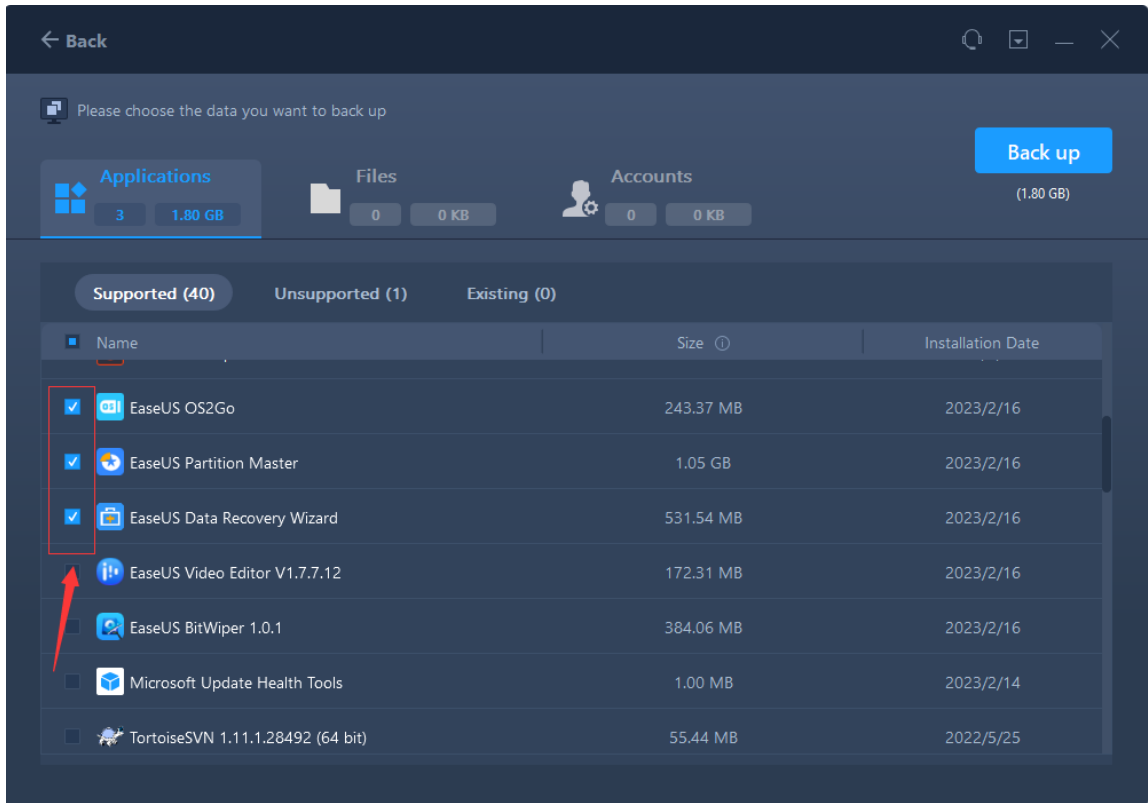 Back
Please choose the data you want to back up
Back up
(1.80 GB)
Applications
3 1.80 GB
Files
0 0 KB
Accounts
0 0 KB
Supported (40) Unsupported (1) Existing (0)
Name Size Installation Date
EaseUS OS2Go 243.37 MB 2023/2/16
EaseUS Partition Master 1.05 GB 2023/2/16
EaseUS Data Recovery Wizard 531.54 MB 2023/2/16
EaseUS Video Editor V1.7.7.12 172.31 MB 2023/2/16
EaseUS BitWiper 1.0.1 384.06 MB 2023/2/16
Microsoft Update Health Tools 1.00 MB 2023/2/14
TortoiseSVN 1.11.1.28492 (64 bit) 55.44 MB 2022/5/25